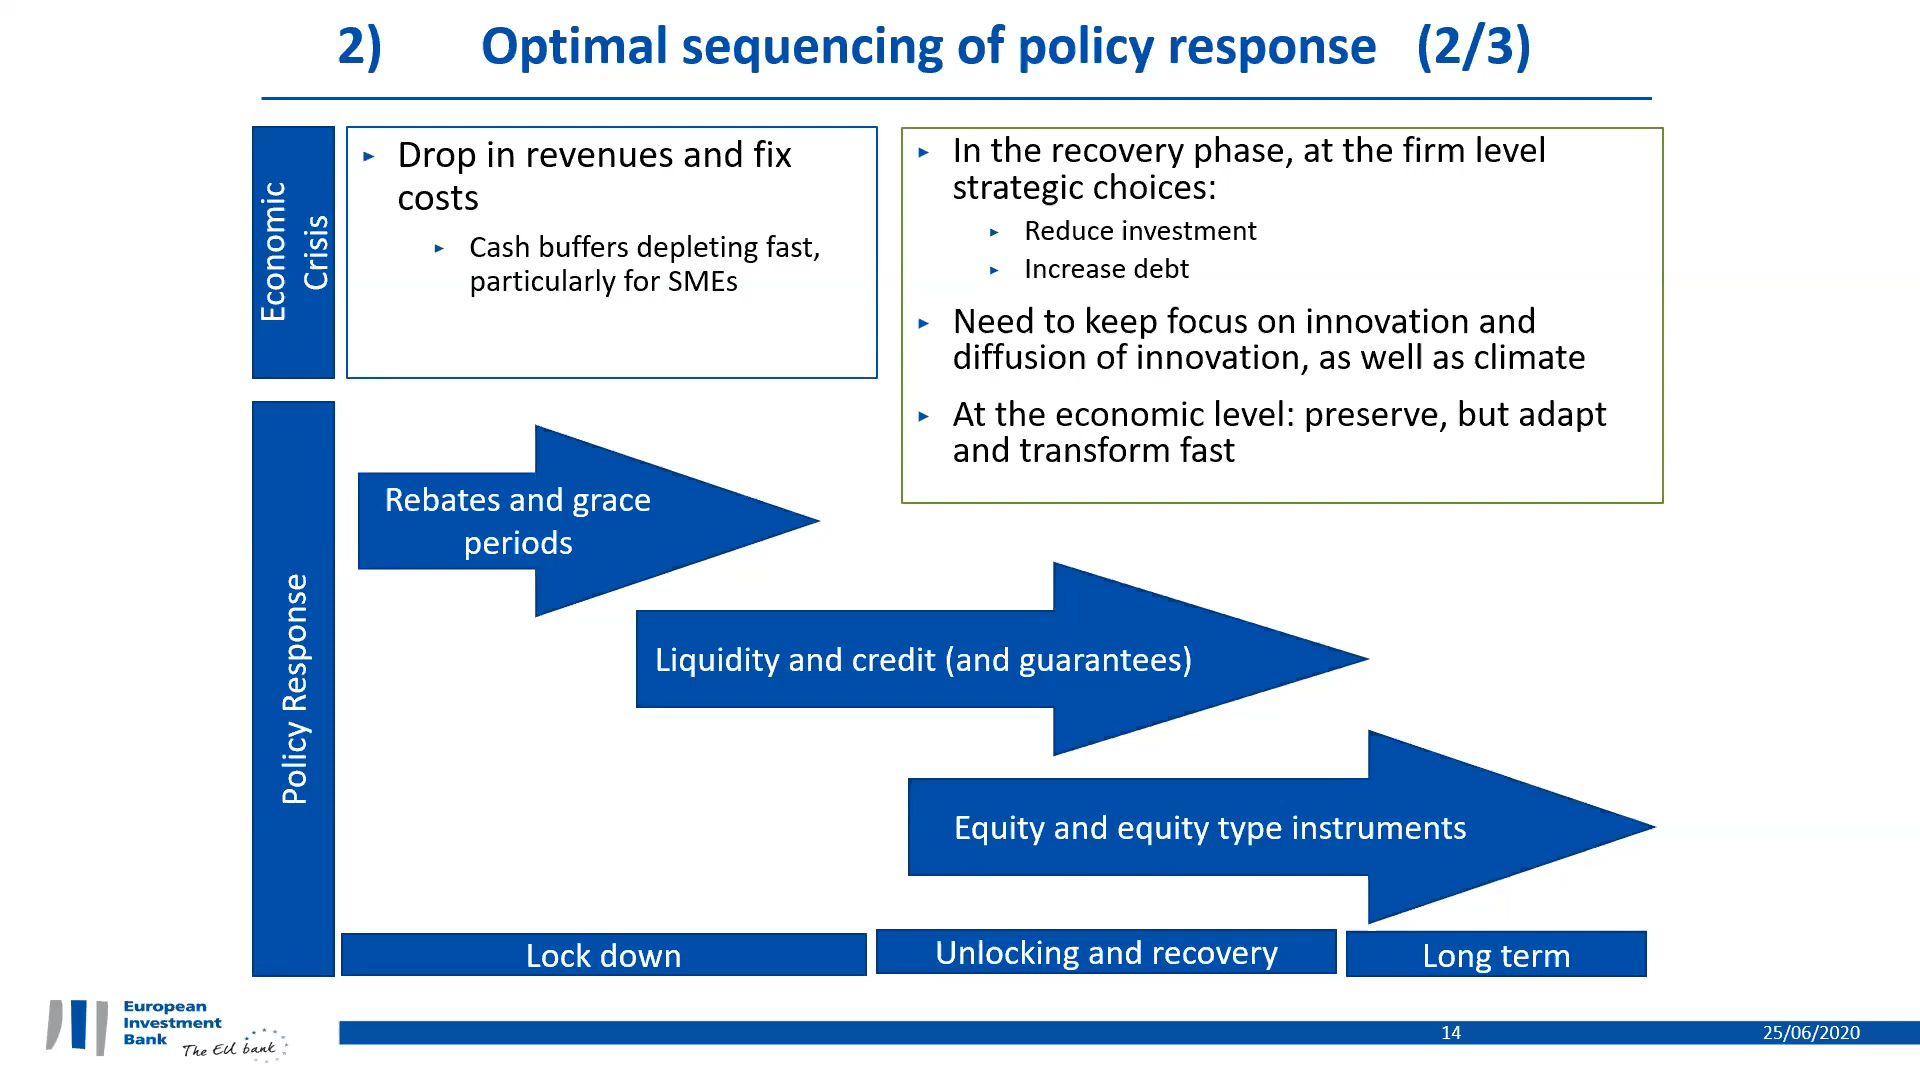 2) Optimal sequencing of policy response (2/3)
Economic
Crisis
Drop in revenues and fix
costs
Cash buffers depleting fast,
particularly for SMEs
In the recovery phase, at the firm level
strategic choices:
Reduce investment
Increase debt
Need to keep focus on innovation and
diffusion of innovation, as well as climate
At the economic level: preserve, but adapt
and transform fast
Policy Response
Rebates and grace
periods
Liquidity and credit (and guarantees)
Equity and equity type instruments
Lock down
Unlocking and recovery
Long term
European
Investment
Bank
The EU bank
14
25/06/2020